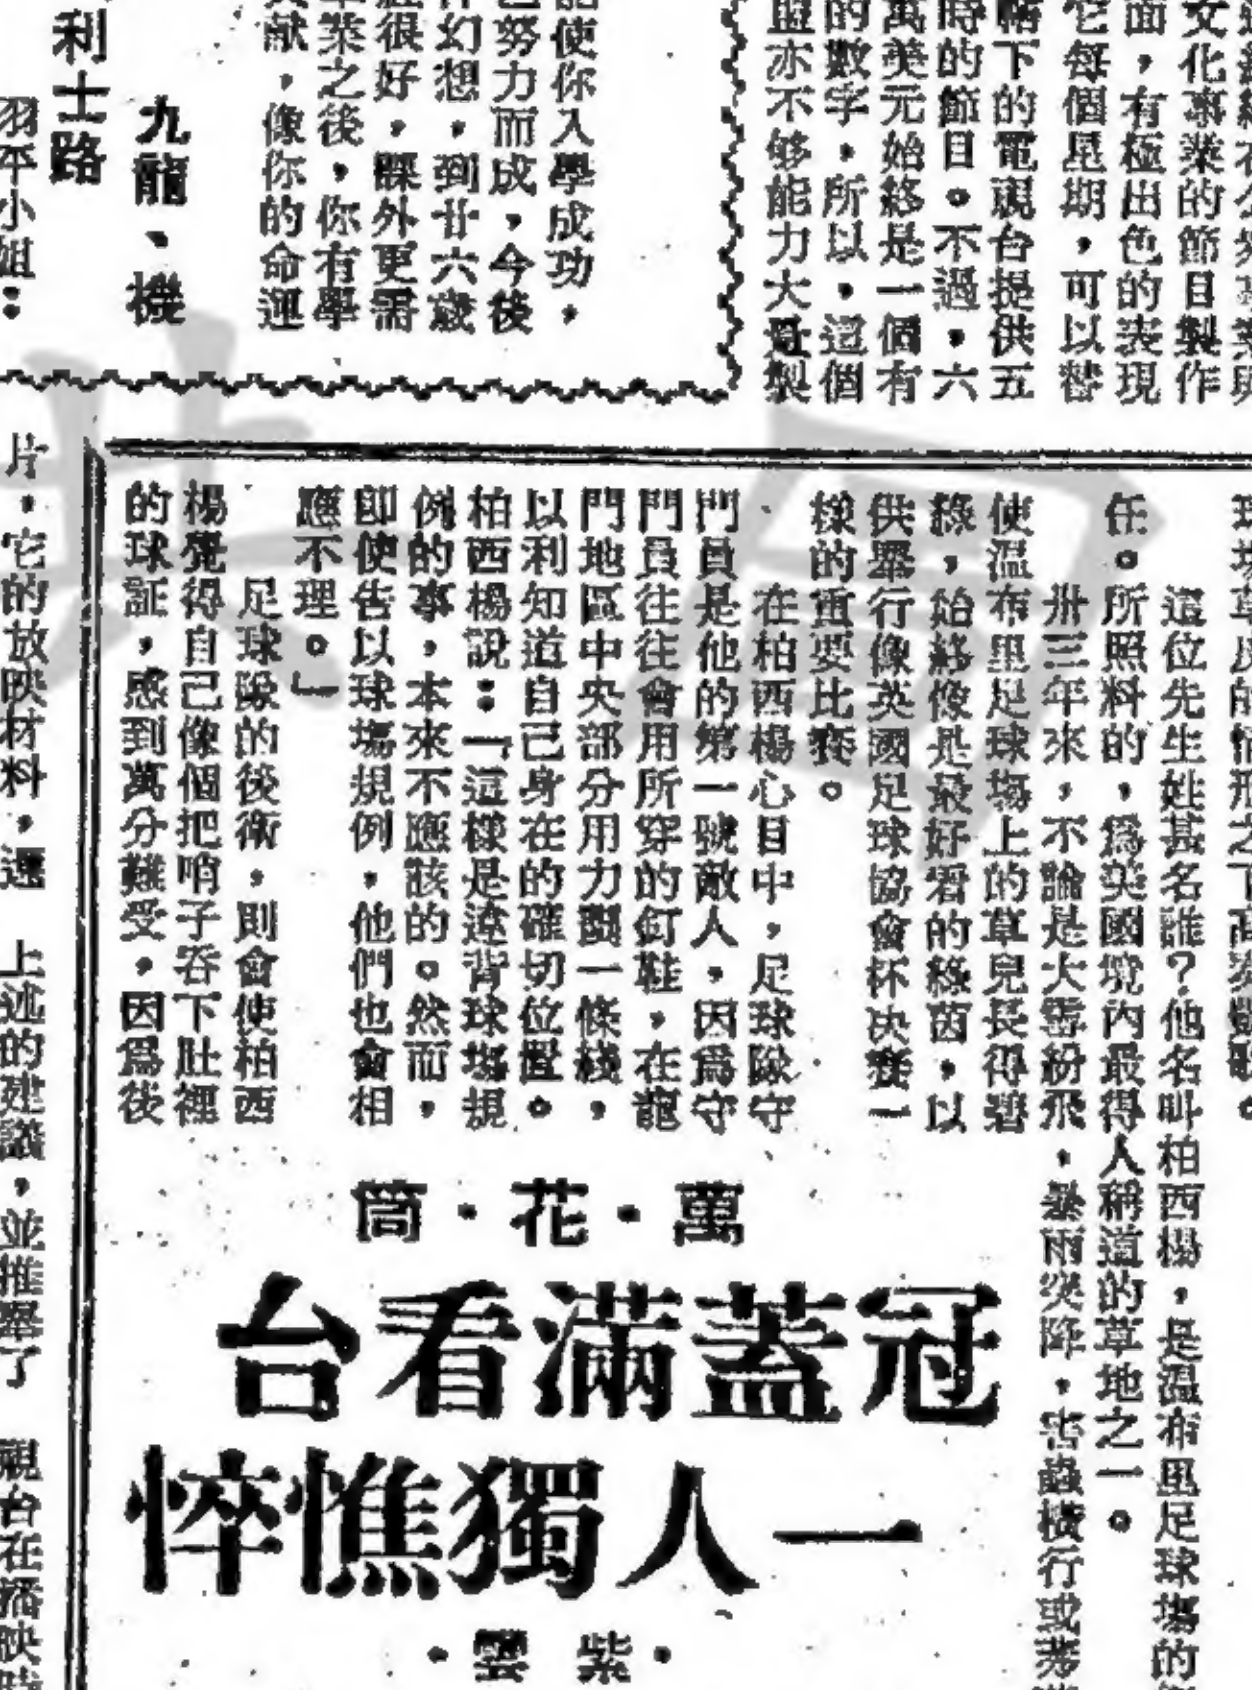 能使你入學成功，
努力而成，今後
幻想，到廿六歲
很好，課外更需
業之後，你有學
献，像你的命運
九龍、機
利士路
羽平小姐：
文化事業的節目製作
面，有極出色的表現
它每個星期，可以替
轄下的電視台提供五
時的節目。不過，六
萬美元始終是一個有
的數字，所以，這個
盟亦不够能力大量製
萬·花·筒
冠蓋滿看台
一人獨憔悴
·紫雲·
這位先生姓甚名誰？他名叫柏西楊，是溫布里足球塲的
任。所照料的，爲英國境內最得人稱道的草地之一。
卅三年來，不論是大雪紛飛，暴雨突降，害蟲橫行或
使溫布里足球塲上的草兒長得碧
綠，始終像是最好看的綠茵，以
供舉行像英國足球協會杯决賽一
樣的重要比賽。
在柏西楊心目中，足球隊守
門員是他的第一號敵人，因爲守
門員往往會用所穿的釘鞋，在龍
門地區中央部分用力劃一條綫，
以利知道自己身在的確切位置。
柏西楊說：「這樣是違背球塲規
例的事，本來不應該的。然而，
即使告以球塲規例，他們也會相
應不理。」
足球隊的後衛，則會使柏西
楊覺得自己像個把哨子吞下肚裡
的球証，感到萬分難受，因爲後
片，它的放映材料，還
上述的建議，並推舉了
視台在播映時